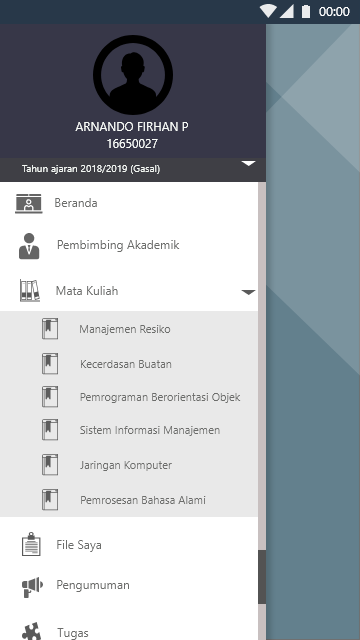 00:00
ARNANDO FIRHAN P
16650027
Tahun ajaran 2018/2019 (Gasal)
Beranda
Pembimbing Akademik
Mata Kuliah
Manajemen Resiko
Kecerdasan Buatan
Pemrograman Berorientasi Objek
Sistem Informasi Manajemen
Jaringan Komputer
Pemrosesan Bahasa Alami
File Saya
Pengumuman
Tugas